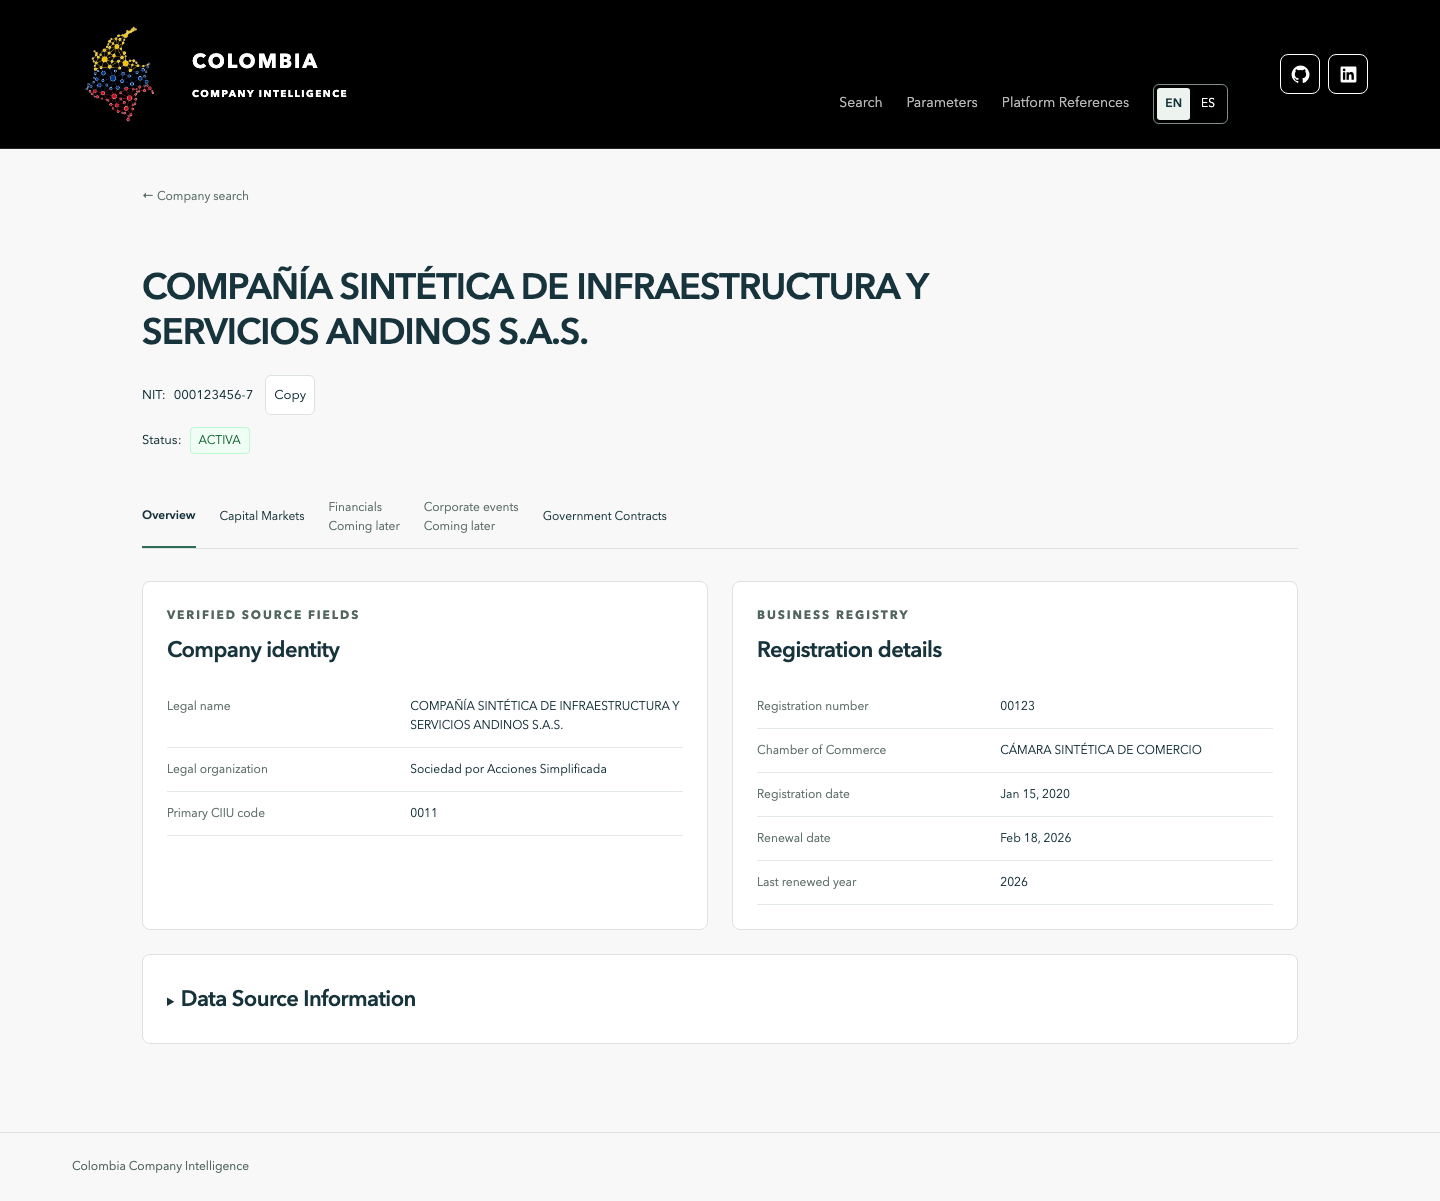 COLOMBIA
COMPANY INTELLIGENCE
Search
Parameters
Platform References
EN
ES
← Company search
COMPAÑÍA SINTÉTICA DE INFRAESTRUCTURA Y
SERVICIOS ANDINOS S.A.S.
NIT: 000123456-7
Copy
Status: ACTIVA
Overview
Capital Markets
Financials
Coming later
Corporate events
Coming later
Government Contracts
VERIFIED SOURCE FIELDS
Company identity
Legal name
COMPAÑÍA SINTÉTICA DE INFRAESTRUCTURA Y
SERVICIOS ANDINOS S.A.S.
Legal organization
Sociedad por Acciones Simplificada
Primary CIIU code
0011
BUSINESS REGISTRY
Registration details
Registration number
00123
Chamber of Commerce
CÁMARA SINTÉTICA DE COMERCIO
Registration date
Jan 15, 2020
Renewal date
Feb 18, 2026
Last renewed year
2026
Data Source Information
Colombia Company Intelligence